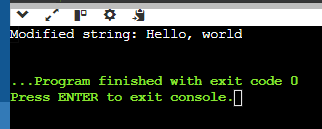 Modified string: Hello, world
...Program finished with exit code 0
Press ENTER to exit console.